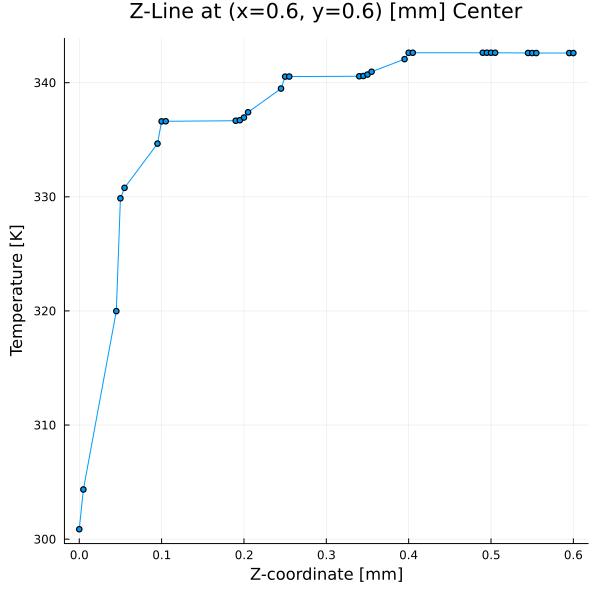 Z-Line at (x=0.6, y=0.6) [mm] Center
Temperature [K]
340
330
320
310
300
0.0 0.1 0.2 0.3 0.4 0.5 0.6
Z-coordinate [mm]